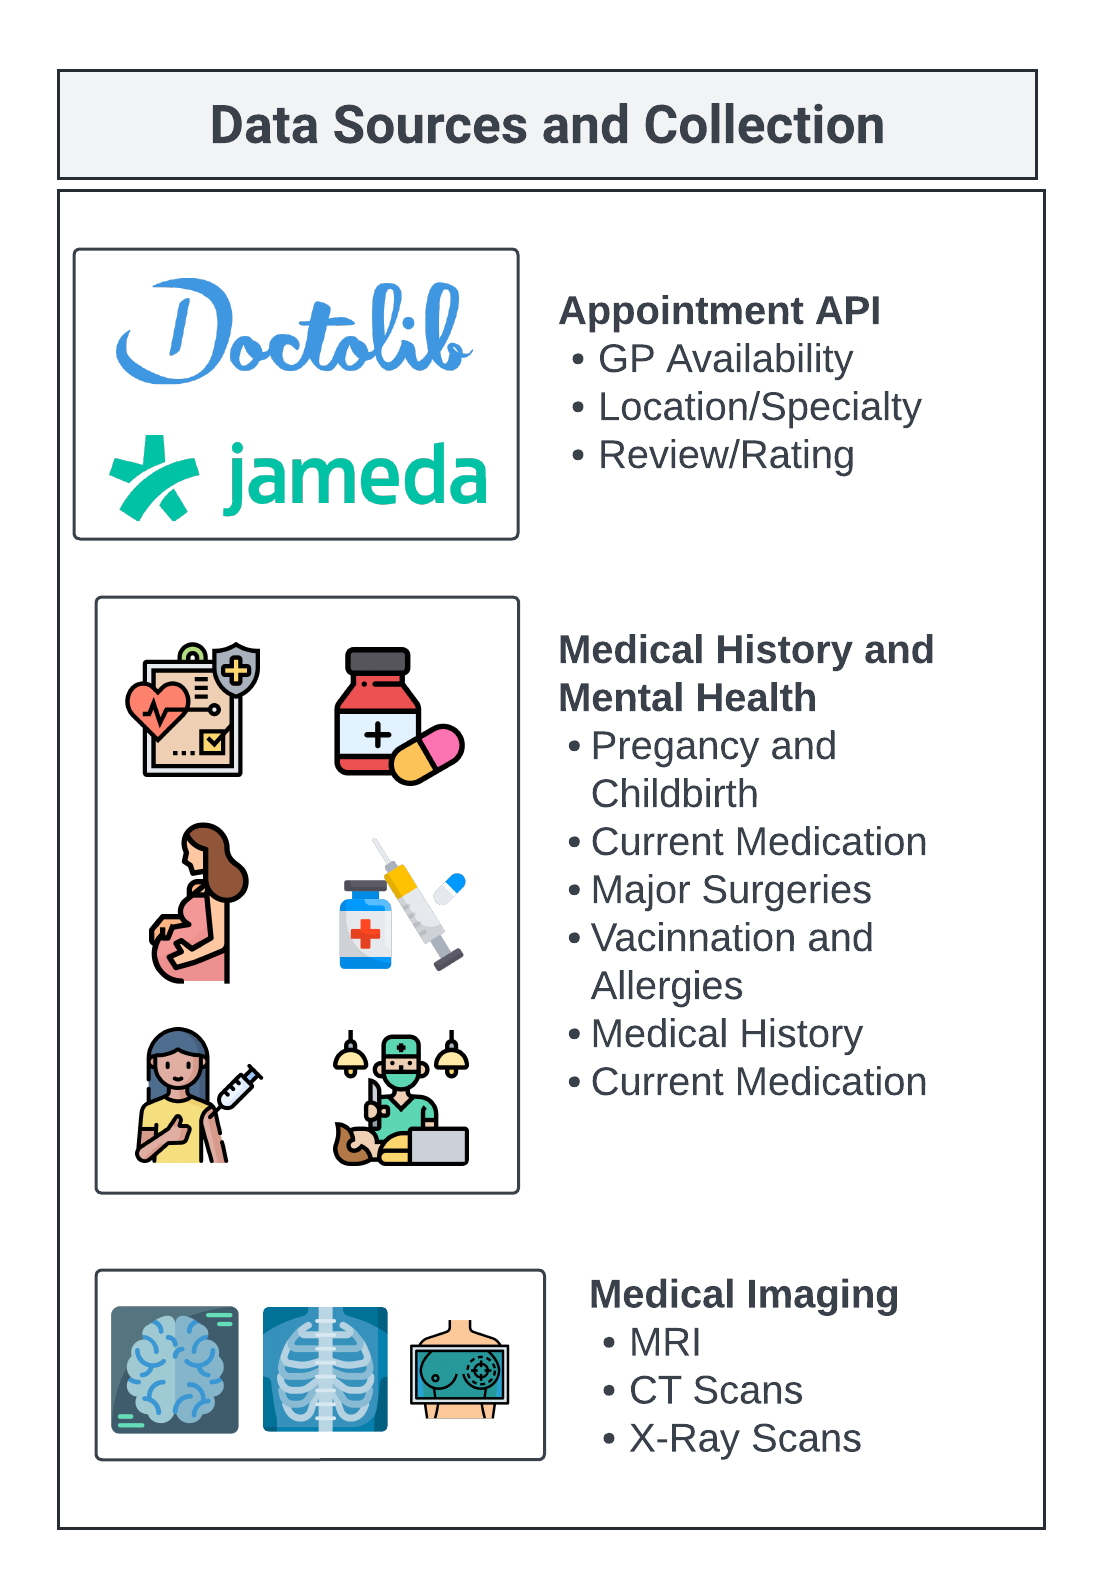 Data Sources and Collection
Doctolib
jameda
Appointment API
• GP Availability
• Location/Specialty
• Review/Rating
Medical History and
Mental Health
• Pregancy and
Childbirth
• Current Medication
• Major Surgeries
• Vacinnation and
Allergies
• Medical History
• Current Medication
Medical Imaging
• MRI
• CT Scans
• X-Ray Scans